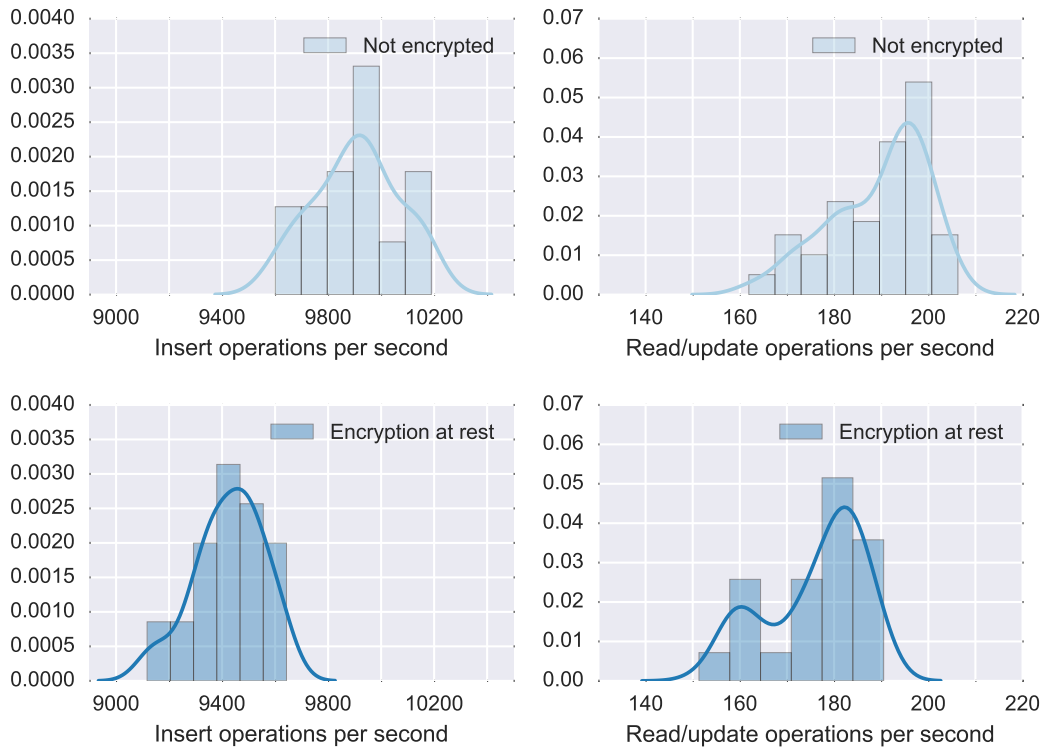 0.0040
0.0035
0.0030
0.0025
0.0020
0.0015
0.0010
0.0005
0.0000
Not encrypted
9000 9400 9800 10200
Insert operations per second
0.07
0.06
0.05
0.04
0.03
0.02
0.01
0.00
Not encrypted
140 160 180 200 220
Read/update operations per second
0.0040
0.0035
0.0030
0.0025
0.0020
0.0015
0.0010
0.0005
0.0000
Encryption at rest
9000 9400 9800 10200
Insert operations per second
0.07
0.06
0.05
0.04
0.03
0.02
0.01
0.00
Encryption at rest
140 160 180 200 220
Read/update operations per second